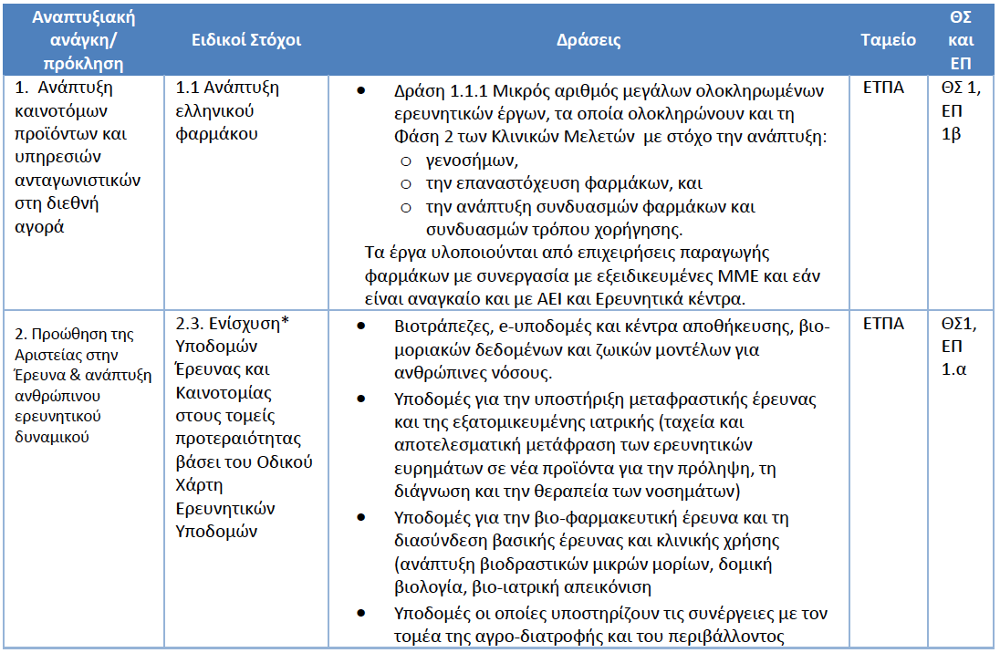 Αναπτυξιακή
ανάγκη/
πρόκληση
Ειδικοί Στόχοι
Δράσεις
Ταμείο
ΘΣ
και
ΕΠ
1. Ανάπτυξη
καινοτόμων
προϊόντων και
υπηρεσιών
ανταγωνιστικών
στη διεθνή
αγορά
1.1 Ανάπτυξη
ελληνικού
φαρμάκου
• Δράση 1.1.1 Μικρός αριθμός μεγάλων ολοκληρωμένων
ερευνητικών έργων, τα οποία ολοκληρώνουν και τη
Φάση 2 των Κλινικών Μελετών με στόχο την ανάπτυξη:
o γενοσήμων,
o την επαναστόχευση φαρμάκων, και
o την ανάπτυξη συνδυασμών φαρμάκων και
συνδυασμών τρόπου χορήγησης.
Τα έργα υλοποιούνται από επιχειρήσεις παραγωγής
φαρμάκων με συνεργασία με εξειδικευμένες ΜΜΕ και εάν
είναι αναγκαίο και με ΑΕΙ και Ερευνητικά κέντρα.
ΕΤΠΑ
ΘΣ 1,
ΕΠ
1β
2. Προώθηση της
Αριστείας στην
Έρευνα & ανάπτυξη
ανθρώπινου
ερευνητικού
δυναμικού
2.3. Ενίσχυση*
Υποδομών
Έρευνας και
Καινοτομίας
στους τομείς
προτεραιότητας
βάσει του Οδικού
Χάρτη
Ερευνητικών
Υποδομών
• Βιοτράπεζες, e-υποδομές και κέντρα αποθήκευσης, βιο-
μοριακών δεδομένων και ζωικών μοντέλων για
ανθρώπινες νόσους.
• Υποδομές για την υποστήριξη μεταφραστικής έρευνας
και της εξατομικευμένης ιατρικής (ταχεία και
αποτελεσματική μετάφραση των ερευνητικών
ευρημάτων σε νέα προϊόντα για την πρόληψη, τη
διάγνωση και την θεραπεία των νοσημάτων)
• Υποδομές για την βιο-φαρμακευτική έρευνα και τη
διασύνδεση βασικής έρευνας και κλινικής χρήσης
(ανάπτυξη βιοδραστικών μικρών μορίων, δομική
βιολογία, βιο-ιατρική απεικόνιση
• Υποδομές οι οποίες υποστηρίζουν τις συνέργειες με τον
τομέα της αγρο-διατροφής και του περιβάλλοντος
ΕΤΠΑ
ΘΣ1,
ΕΠ
1.α